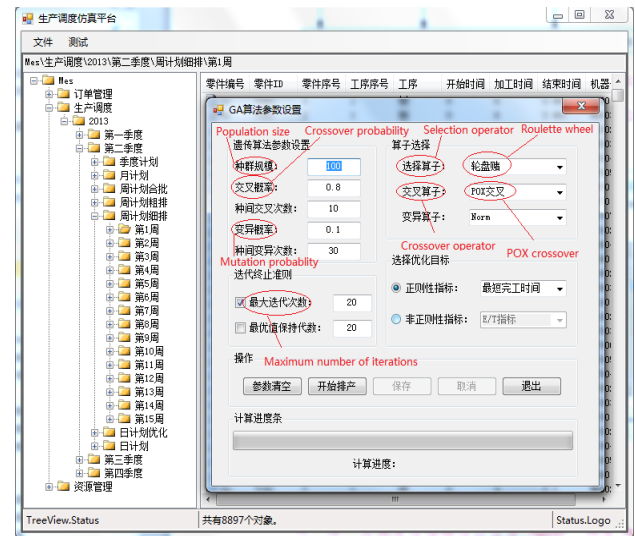 生产调度仿真平台
文件 测试
Mes\生产调度\2013\第二季度\周计划细排\第1周
Mes
订单管理
生产调度
2013
第一季度
第二季度
季度计划
月计划
周计划合批
周计划粗排
周计划细排
第1周
第2周
第3周
第4周
第5周
第6周
第7周
第8周
第9周
第10周
第11周
第12周
第13周
第14周
第15周
日计划优化
日计划
第三季度
第四季度
资源管理
零件编号 零件ID 零件序号 工序序号 工序 开始时间 加工时间 结束时间 机器
GA算法参数设置
Population size Crossover probability Selection operator Roulette wheel
遗传算法参数设置 算子选择
种群规模: 100 选择算子: 轮盘赌
交叉概率: 0.8 交叉算子: POX交叉
种间交叉次数: 10
变异概率: 0.1 变异算子: Norm
种间变异次数: 30
Crossover operator POX crossover
Mutation probablity
迭代终止准则 选择优化目标
正则性指标: 最短完工时间
最大迭代次数: 20
非正则性指标: E/T指标
最优值保持代数: 20
操作 Maximum number of iterations
参数清空 开始排产 保存 取消 退出
计算进度条
计算进度:
TreeView.Status 共有8897个对象。 Status.Logo